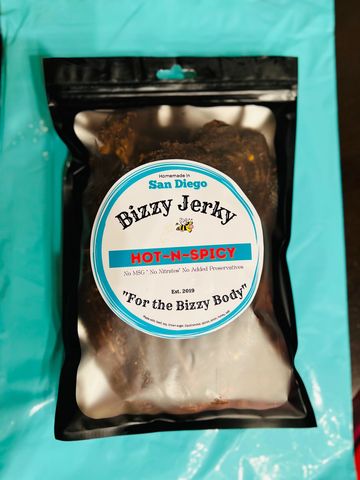 Homemade in
San Diego
Bizzy Jerky
HOT-N-SPICY
No MSG * No Nitrates* No Added Preservatives
Est. 2019
"For the Bizzy Body"